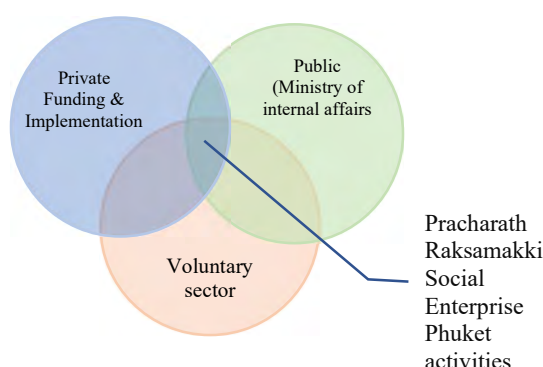 Private
Funding &
Implementation
Public
(Ministry of
internal affairs
Voluntary
sector
Pracharath
Raksamakki
Social
Enterprise
Phuket
activities